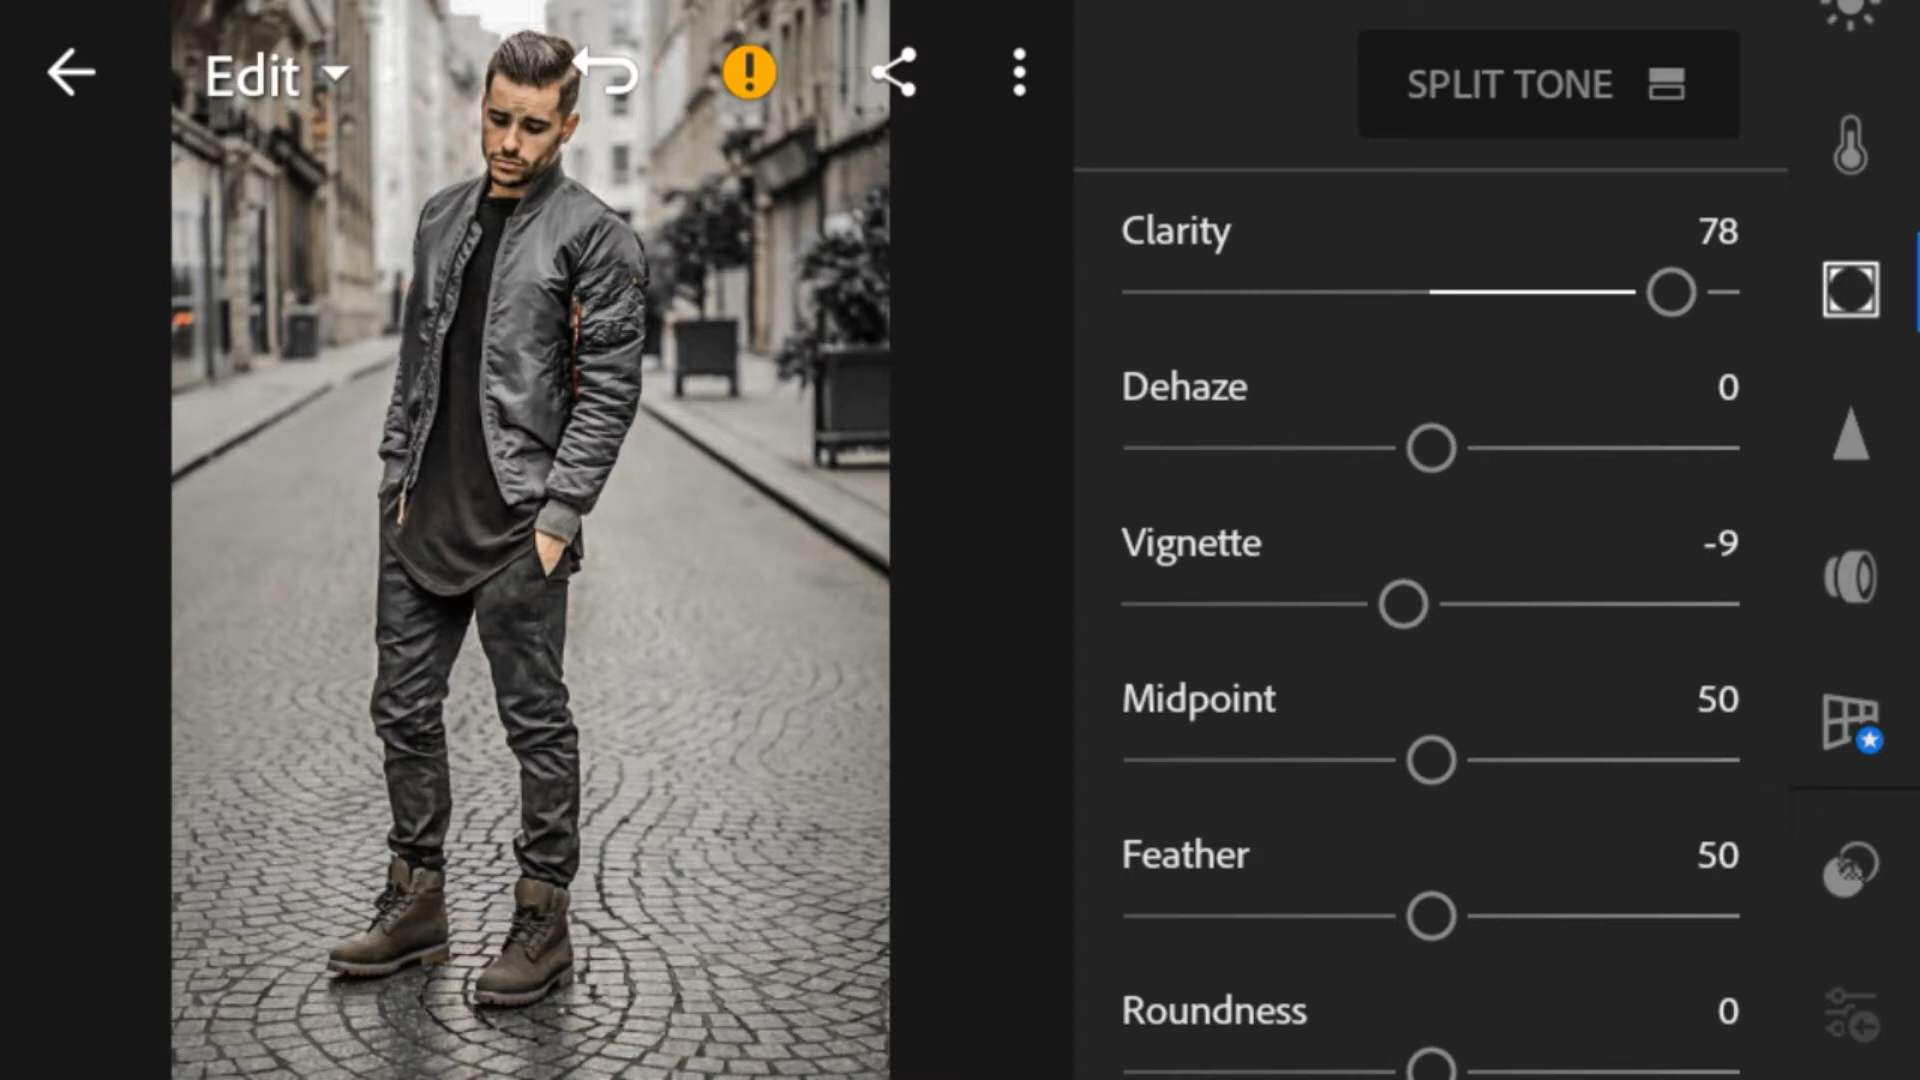 Edit
SPLIT TONE
Clarity 78
Dehaze 0
Vignette -9
Midpoint 50
Feather 50
Roundness 0